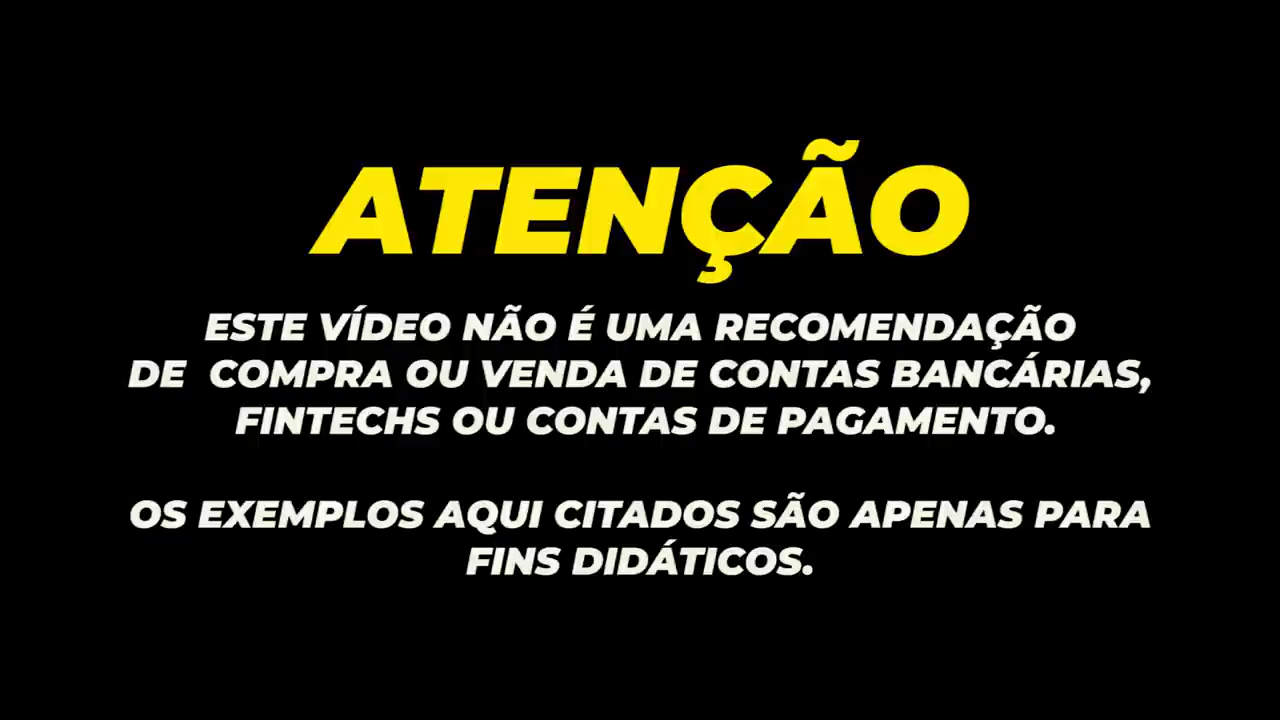 ATENÇÃO
ESTE VÍDEO NÃO É UMA RECOMENDAÇÃO
DE COMPRA OU VENDA DE CONTAS BANCÁRIAS,
FINTECHS OU CONTAS DE PAGAMENTO.
OS EXEMPLOS AQUI CITADOS SÃO APENAS PARA
FINS DIDÁTICOS.